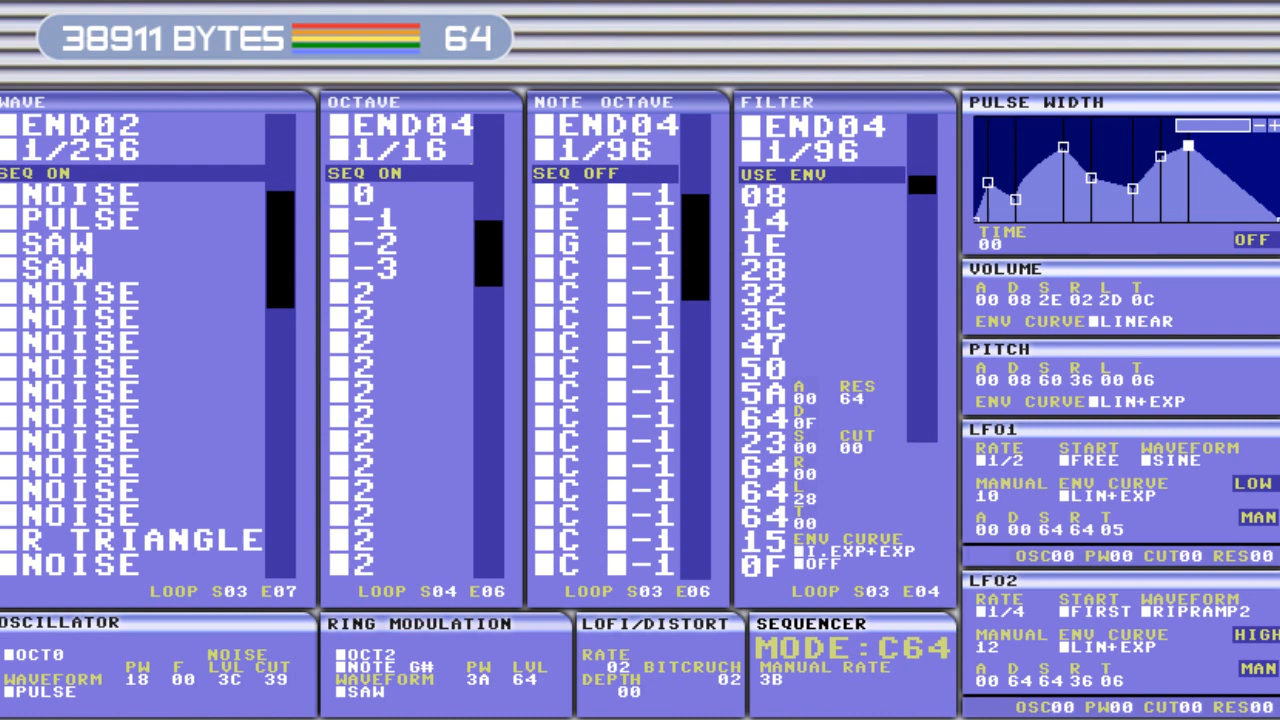 38911 BYTES 64
WAVE
END02
1/256
SEQ ON
NOISE
PULSE
SAW
SAW
NOISE
NOISE
NOISE
NOISE
NOISE
NOISE
NOISE
NOISE
NOISE
NOISE
R TRIANGLE
NOISE
LOOP S03 E07
OCTAVE
END04
1/16
SEQ ON
0
-1
-2
-3
2
2
2
2
2
2
2
2
2
2
2
2
LOOP S04 E06
NOTE OCTAVE
END04
1/96
SEQ OFF
C -1
E -1
G -1
C -1
C -1
C -1
C -1
C -1
C -1
C -1
C -1
C -1
C -1
C -1
C -1
C -1
LOOP S03 E06
FILTER
END04
1/96
USE ENV
08
14
1E
28
32
3C
47
50
5A
64
23
64
64
64
15
0F
A RES
00 64
D
0F
S CUT
00 00
R
00
L
28
T
00
ENV CURVE
I.EXP+EXP
OFF
LOOP S03 E04
PULSE WIDTH
- +
TIME
00
OFF
VOLUME
A D S R L T
00 08 2E 02 2D 0C
ENV CURVE LINEAR
PITCH
A D S R L T
00 08 60 36 00 06
ENV CURVE LIN+EXP
LFO1
RATE START WAVEFORM
1/2 FREE SINE
MANUAL ENV CURVE LOW
10 LIN+EXP
A D S R T MAN
00 00 64 64 05
OSC00 PW00 CUT00 RES00
LFO2
RATE START WAVEFORM
1/4 FIRST RIPRAMP2
MANUAL ENV CURVE HIGH
12 LIN+EXP
A D S R T MAN
00 64 64 36 06
OSC00 PW00 CUT00 RES00
OSCILLATOR
OCT0 NOISE
PW F LVL CUT
WAVEFORM 18 00 3C 39
PULSE
RING MODULATION
OCT2
NOTE G# PW LVL
WAVEFORM 3A 64
SAW
LOFI/DISTORT
RATE
02 BITCRUCH
DEPTH 02
00
SEQUENCER
MODE:C64
MANUAL RATE
3B